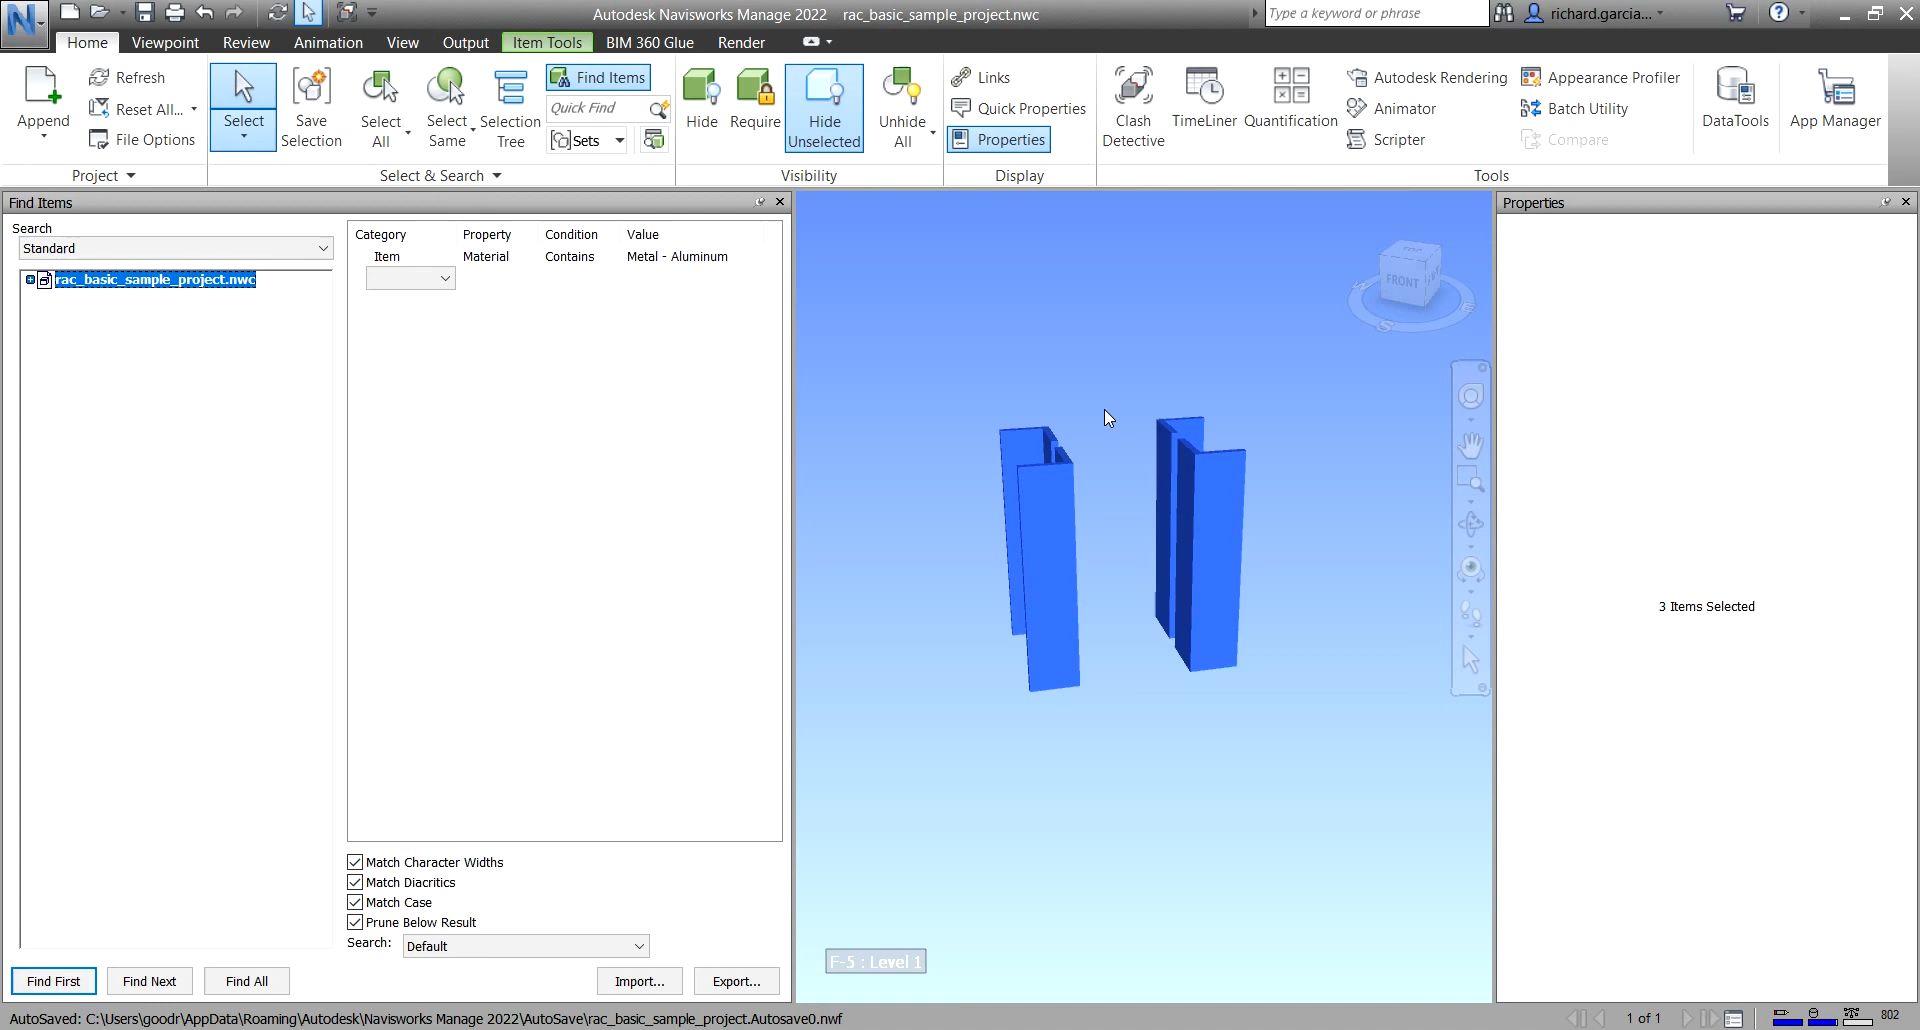 Autodesk Navisworks Manage 2022 rac_basic_sample_project.nwc
Type a keyword or phrase
richard.garcia...
Home Viewpoint Review Animation View Output Item Tools BIM 360 Glue Render
Append
Refresh
Reset All...
File Options
Project
Select
Save Selection
Select All
Select Same
Selection Tree
Find Items
Quick Find
Sets
Select & Search
Hide
Require
Hide Unselected
Unhide All
Visibility
Links
Quick Properties
Properties
Display
Clash Detective
TimeLiner
Quantification
Autodesk Rendering
Animator
Scripter
Appearance Profiler
Batch Utility
Compare
DataTools
App Manager
Tools
Find Items
Search
Standard
rac_basic_sample_project.nwc
Category Property Condition Value
Item Material Contains Metal - Aluminum
Match Character Widths
Match Diacritics
Match Case
Prune Below Result
Search: Default
Find First Find Next Find All Import... Export...
TOP
FRONT
W
S
E
F-5 : Level 1
Properties
3 Items Selected
AutoSaved: C:\Users\goodr\AppData\Roaming\Autodesk\Navisworks Manage 2022\AutoSave\rac_basic_sample_project.Autosave0.nwf
1 of 1
802